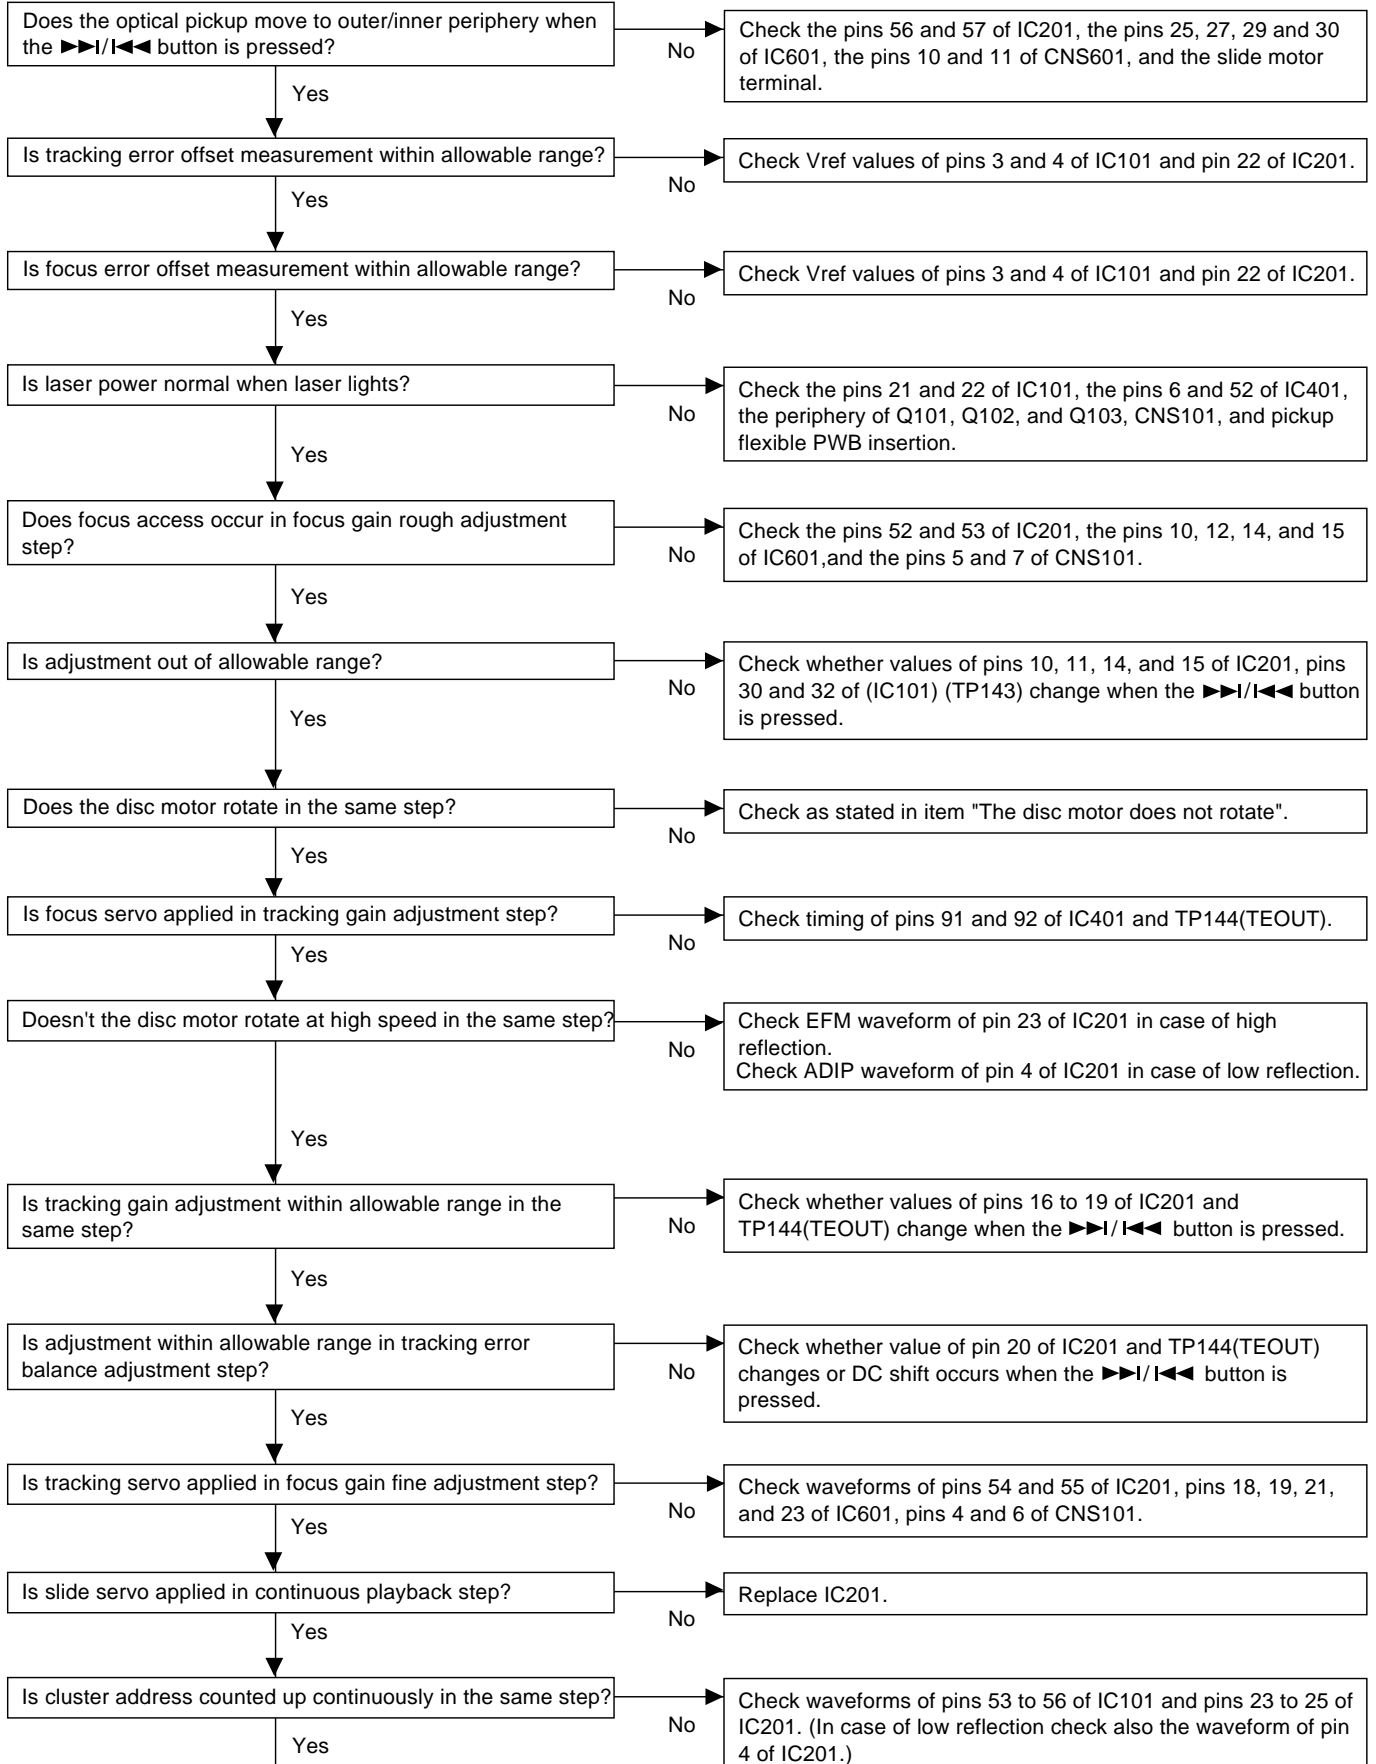 Does the optical pickup move to outer/inner periphery when
the ▶▶I/I◀◀ button is pressed?
No
Check the pins 56 and 57 of IC201, the pins 25, 27, 29 and 30
of IC601, the pins 10 and 11 of CNS601, and the slide motor
terminal.
Yes
Is tracking error offset measurement within allowable range?
No
Check Vref values of pins 3 and 4 of IC101 and pin 22 of IC201.
Yes
Is focus error offset measurement within allowable range?
No
Check Vref values of pins 3 and 4 of IC101 and pin 22 of IC201.
Yes
Is laser power normal when laser lights?
No
Check the pins 21 and 22 of IC101, the pins 6 and 52 of IC401,
the periphery of Q101, Q102, and Q103, CNS101, and pickup
flexible PWB insertion.
Yes
Does focus access occur in focus gain rough adjustment
step?
No
Check the pins 52 and 53 of IC201, the pins 10, 12, 14, and 15
of IC601,and the pins 5 and 7 of CNS101.
Yes
Is adjustment out of allowable range?
No
Check whether values of pins 10, 11, 14, and 15 of IC201, pins
30 and 32 of (IC101) (TP143) change when the ▶▶I/I◀◀ button
is pressed.
Yes
Does the disc motor rotate in the same step?
No
Check as stated in item "The disc motor does not rotate".
Yes
Is focus servo applied in tracking gain adjustment step?
No
Check timing of pins 91 and 92 of IC401 and TP144(TEOUT).
Yes
Doesn't the disc motor rotate at high speed in the same step?
No
Check EFM waveform of pin 23 of IC201 in case of high
reflection.
Check ADIP waveform of pin 4 of IC201 in case of low reflection.
Yes
Is tracking gain adjustment within allowable range in the
same step?
No
Check whether values of pins 16 to 19 of IC201 and
TP144(TEOUT) change when the ▶▶I/I◀◀ button is pressed.
Yes
Is adjustment within allowable range in tracking error
balance adjustment step?
No
Check whether value of pin 20 of IC201 and TP144(TEOUT)
changes or DC shift occurs when the ▶▶I/I◀◀ button is
pressed.
Yes
Is tracking servo applied in focus gain fine adjustment step?
No
Check waveforms of pins 54 and 55 of IC201, pins 18, 19, 21,
and 23 of IC601, pins 4 and 6 of CNS101.
Yes
Is slide servo applied in continuous playback step?
No
Replace IC201.
Yes
Is cluster address counted up continuously in the same step?
No
Check waveforms of pins 53 to 56 of IC101 and pins 23 to 25 of
IC201. (In case of low reflection check also the waveform of pin
4 of IC201.)
Yes